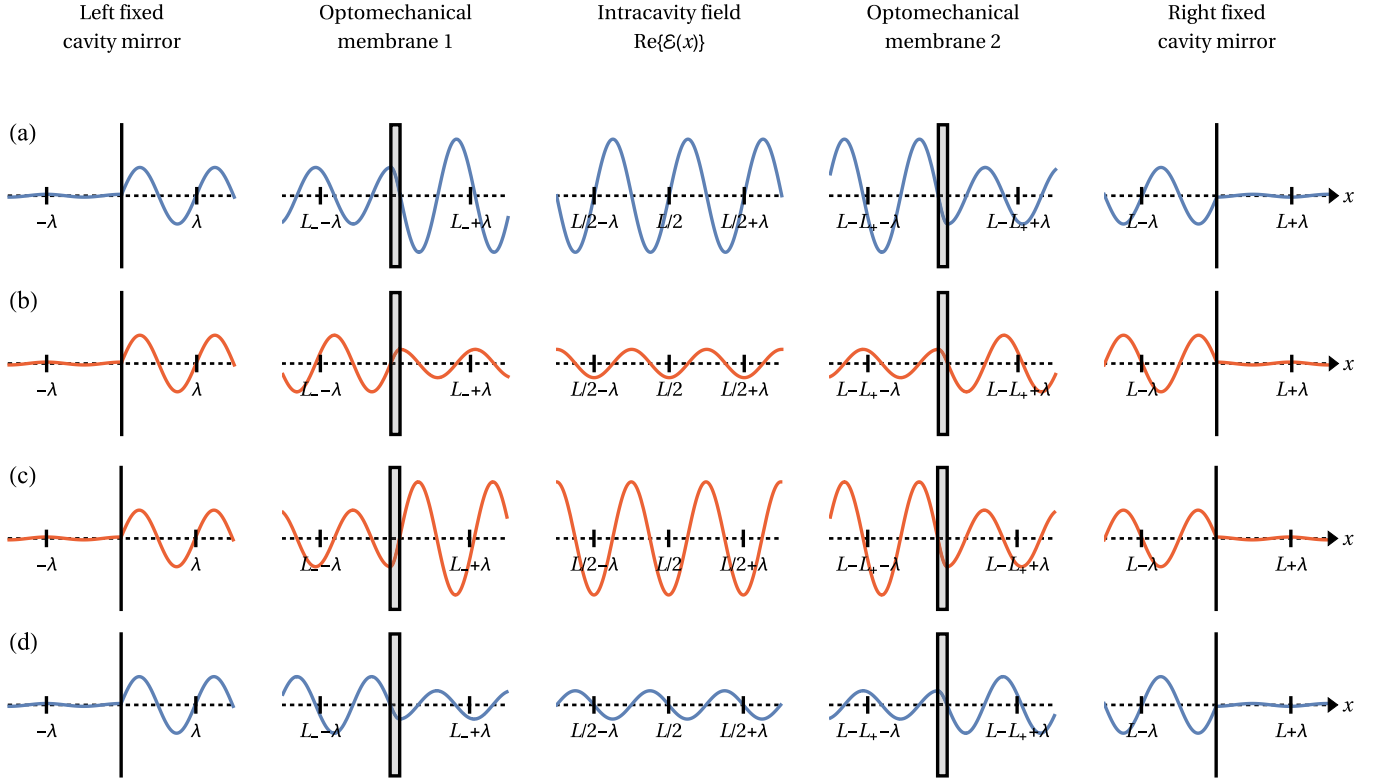 Left fixed
cavity mirror
Optomechanical
membrane 1
Intracavity field
Re{ℰ(x)}
Optomechanical
membrane 2
Right fixed
cavity mirror
(a)
−λ
λ
L₋−λ
L₋+λ
L/2−λ
L/2
L/2+λ
L−L₊−λ
L−L₊+λ
L−λ
L+λ
x
(b)
−λ
λ
L₋−λ
L₋+λ
L/2−λ
L/2
L/2+λ
L−L₊−λ
L−L₊+λ
L−λ
L+λ
x
(c)
−λ
λ
L₋−λ
L₋+λ
L/2−λ
L/2
L/2+λ
L−L₊−λ
L−L₊+λ
L−λ
L+λ
x
(d)
−λ
λ
L₋−λ
L₋+λ
L/2−λ
L/2
L/2+λ
L−L₊−λ
L−L₊+λ
L−λ
L+λ
x